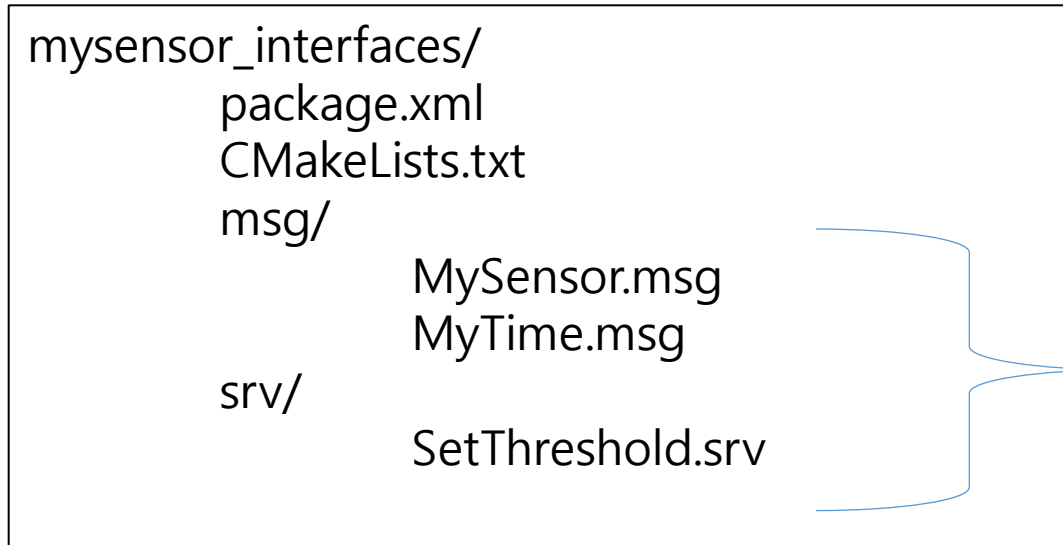 mysensor_interfaces/
package.xml
CMakeLists.txt
msg/
MySensor.msg
MyTime.msg
srv/
SetThreshold.srv